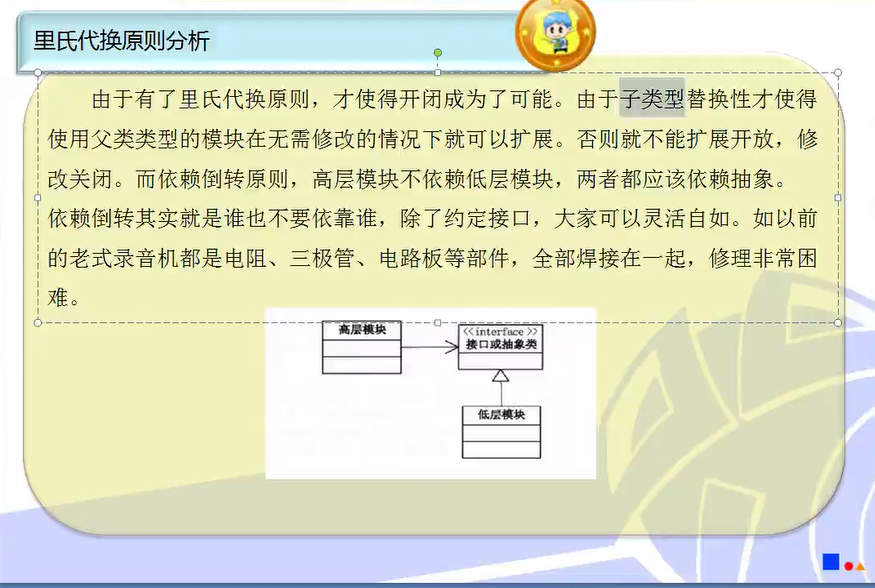 里氏代换原则分析
由于有了里氏代换原则，才使得开闭成为了可能。由于子类型替换性才使得
使用父类类型的模块在无需修改的情况下就可以扩展。否则就不能扩展开放，修
改关闭。而依赖倒转原则，高层模块不依赖低层模块，两者都应该依赖抽象。
依赖倒转其实就是谁也不要依靠谁，除了约定接口，大家可以灵活自如。如以前
的老式录音机都是电阻、三极管、电路板等部件，全部焊接在一起，修理非常困
难。
高层模块
<<interface>>
接口或抽象类
低层模块